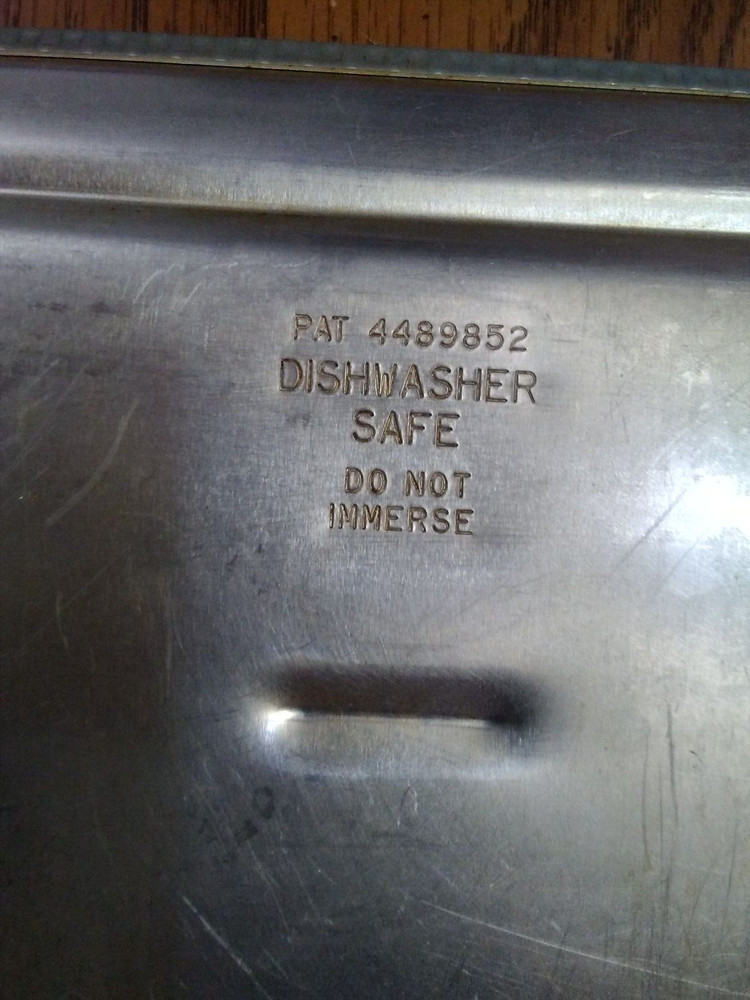 PAT 4489852
DISHWASHER
SAFE
DO NOT
IMMERSE